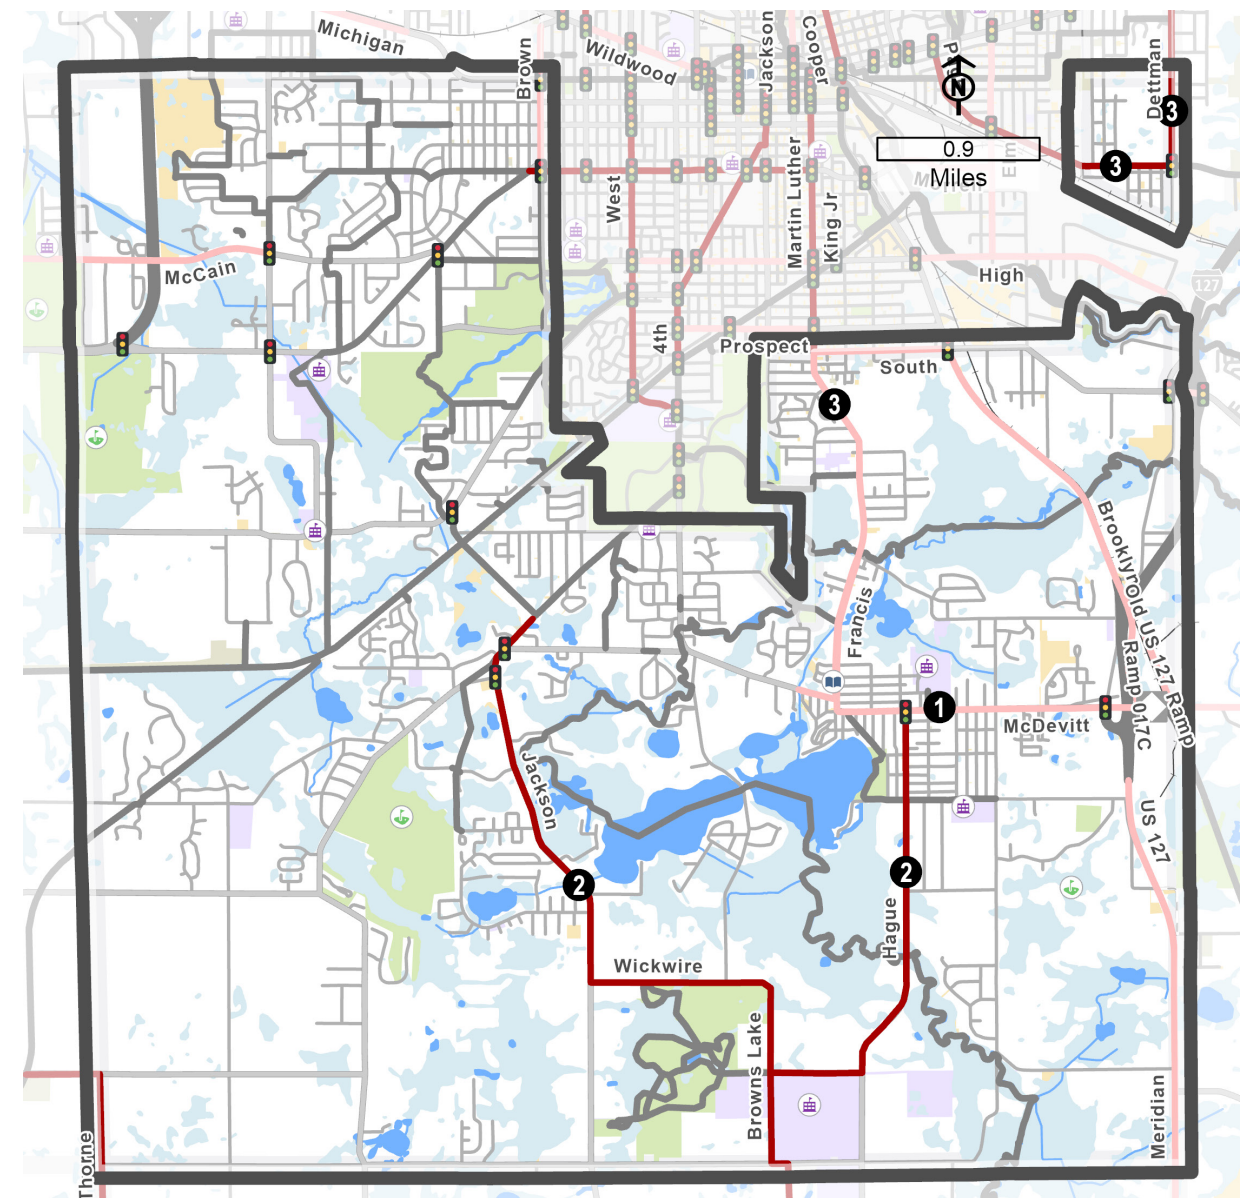 Michigan
Brown
Wildwood
Jackson
Cooper
N
Dettman
3
0.9
Miles
3
Elm
West
Martin Luther
King Jr
McCain
High
127
4th
Prospect
South
3
Francis
Brooklyn
old US 127 Ramp
Ramp 017C
1
McDevitt
Jackson
US 127
2
2
Hague
Wickwire
Browns Lake
Meridian
Thorne